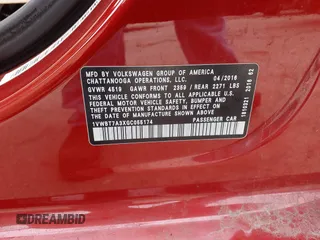 MFD BY VOLKSWAGEN GROUP OF AMERICA
CHATTANOOGA OPERATIONS, LLC. 04/2016
GVWR 4519 GAWR FRONT 2359 / REAR 2271 LBS
THIS VEHICLE CONFORMS TO ALL APPLICABLE FEDERAL
MOTOR VEHICLE SAFETY, BUMPER, AND THEFT PREVENTION
STANDARDS IN EFFECT ON THE DATE OF MANUFACTURE SHOWN ABOVE.
PASSENGER CAR
DREAMBID